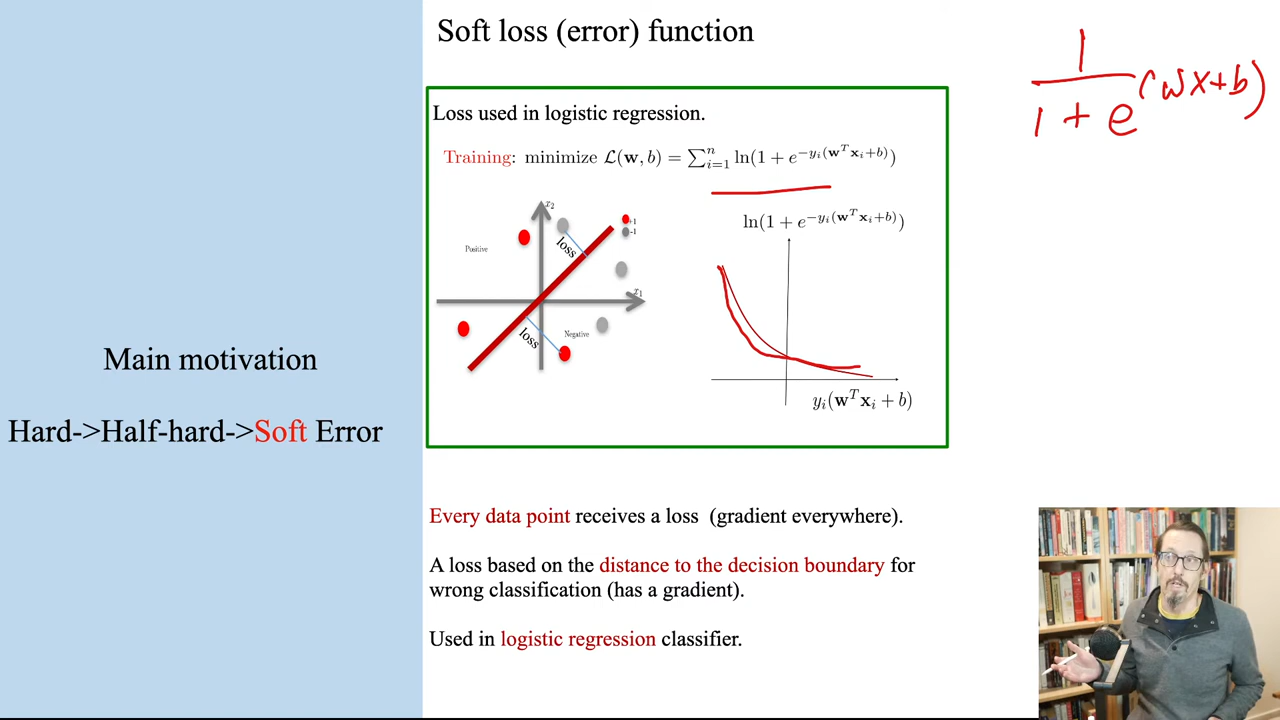 Soft loss (error) function
1
1 + e^(wx+b)
Loss used in logistic regression.
Training: minimize ℒ(w, b) = ∑ⁿᵢ₌₁ ln(1 + e^{-yᵢ(wᵀxᵢ+b)})
x₂
+1
-1
Positive
loss
x₁
Negative
loss
ln(1 + e^{-yᵢ(wᵀxᵢ+b)})
yᵢ(wᵀxᵢ + b)
Main motivation
Hard->Half-hard->Soft Error
Every data point receives a loss (gradient everywhere).
A loss based on the distance to the decision boundary for
wrong classification (has a gradient).
Used in logistic regression classifier.